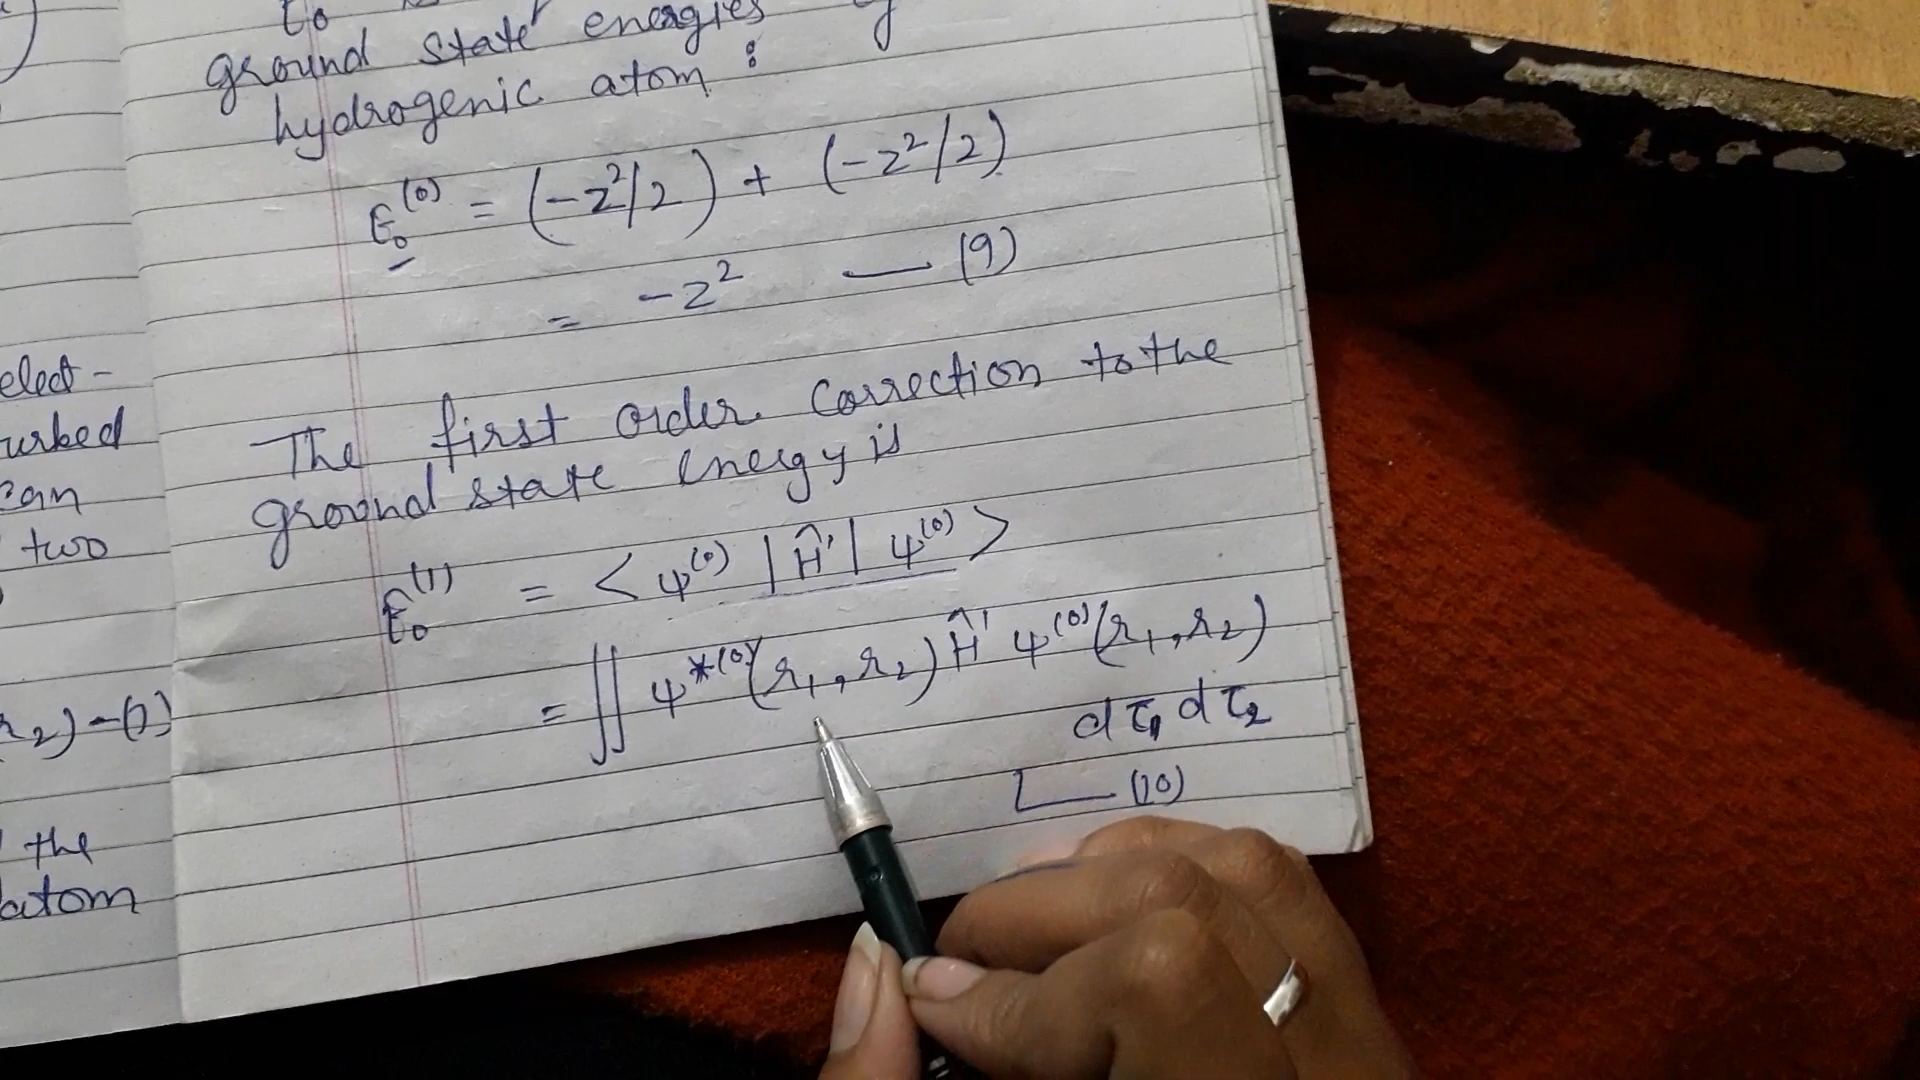 to
ground state energies
hydrogenic atom :
E₀⁽⁰⁾ = (-z²/2) + (-z²/2)
= -z² — (9)
The first order correction to the
ground state energy is
E₀⁽¹⁾ = < ψ⁽⁰⁾ | Ĥ' | ψ⁽⁰⁾ >
= ∬ ψ*⁽⁰⁾(r₁, r₂) Ĥ' ψ⁽⁰⁾(r₁, r₂)
dτ₁ dτ₂
— (10)
elect-
urbed
can
two
r₂) -(7)
the
atom